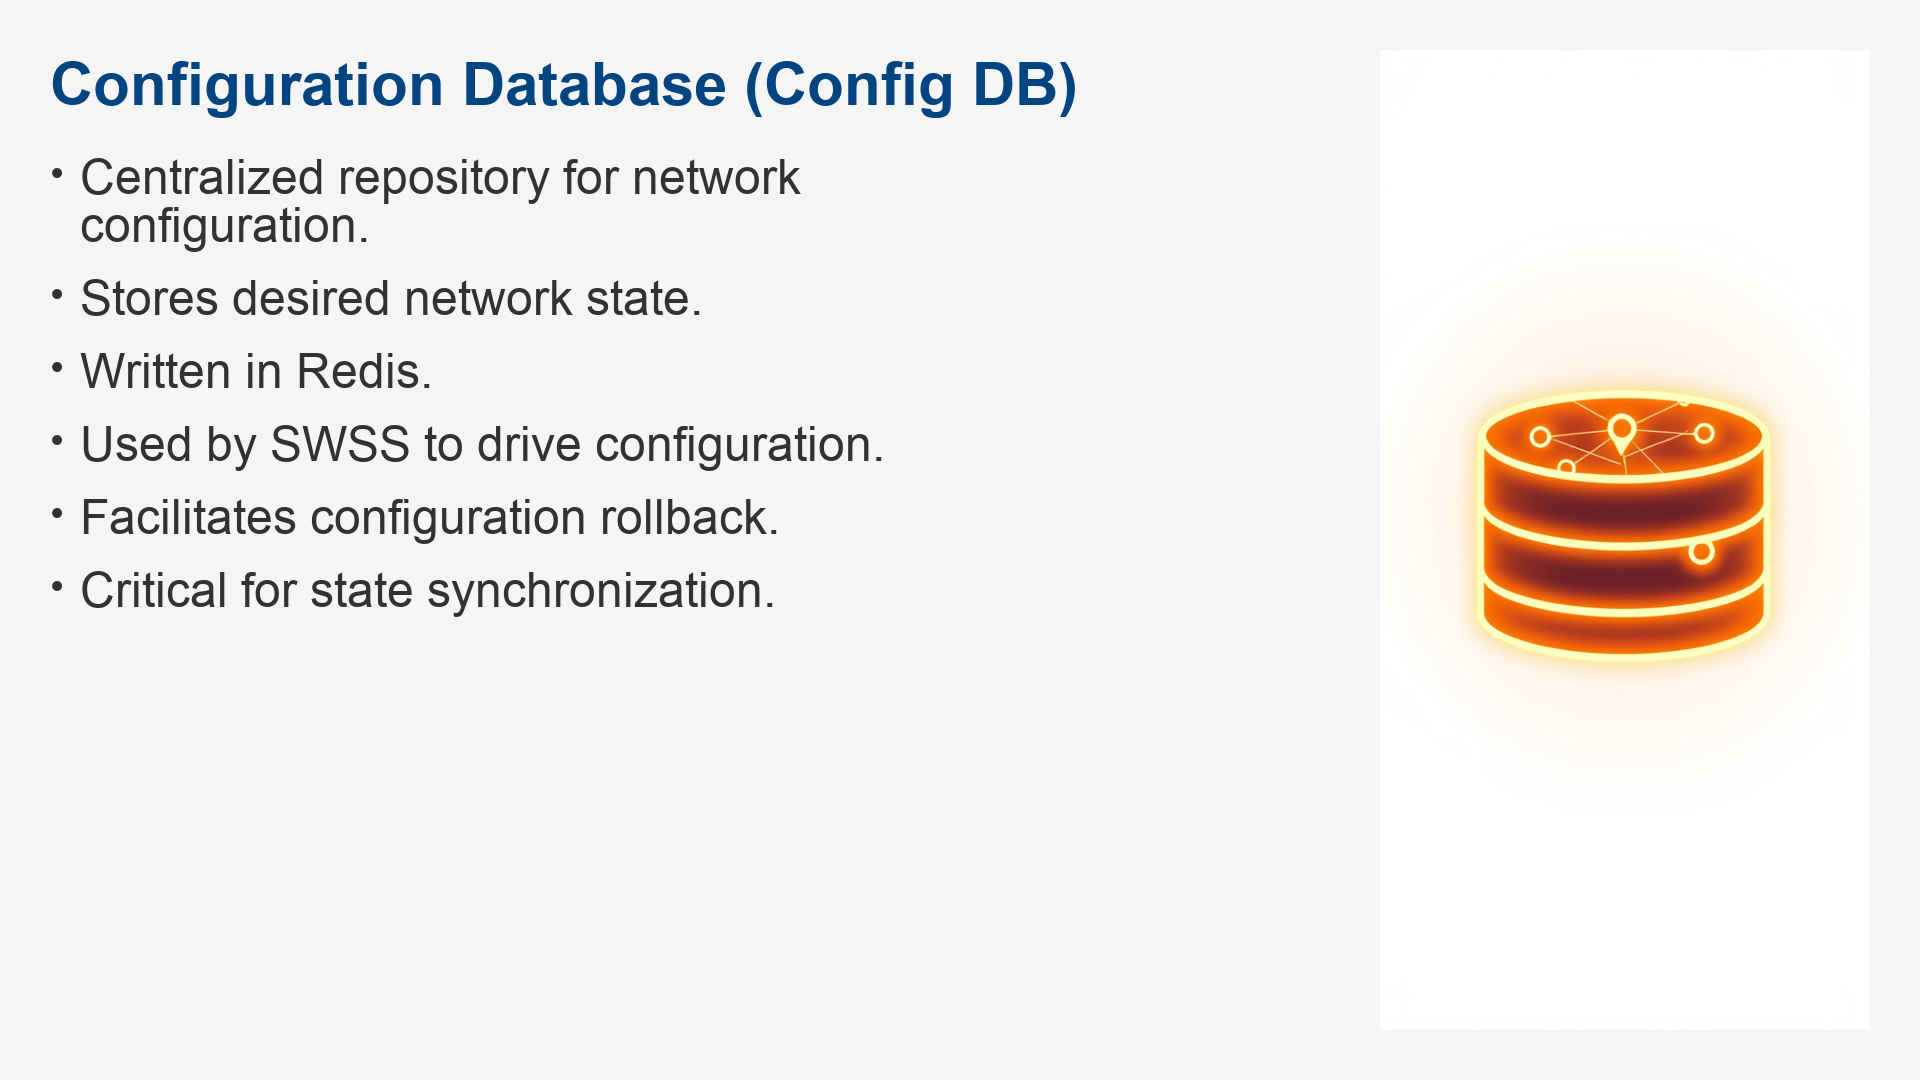 Configuration Database (Config DB)
• Centralized repository for network
configuration.
• Stores desired network state.
• Written in Redis.
• Used by SWSS to drive configuration.
• Facilitates configuration rollback.
• Critical for state synchronization.